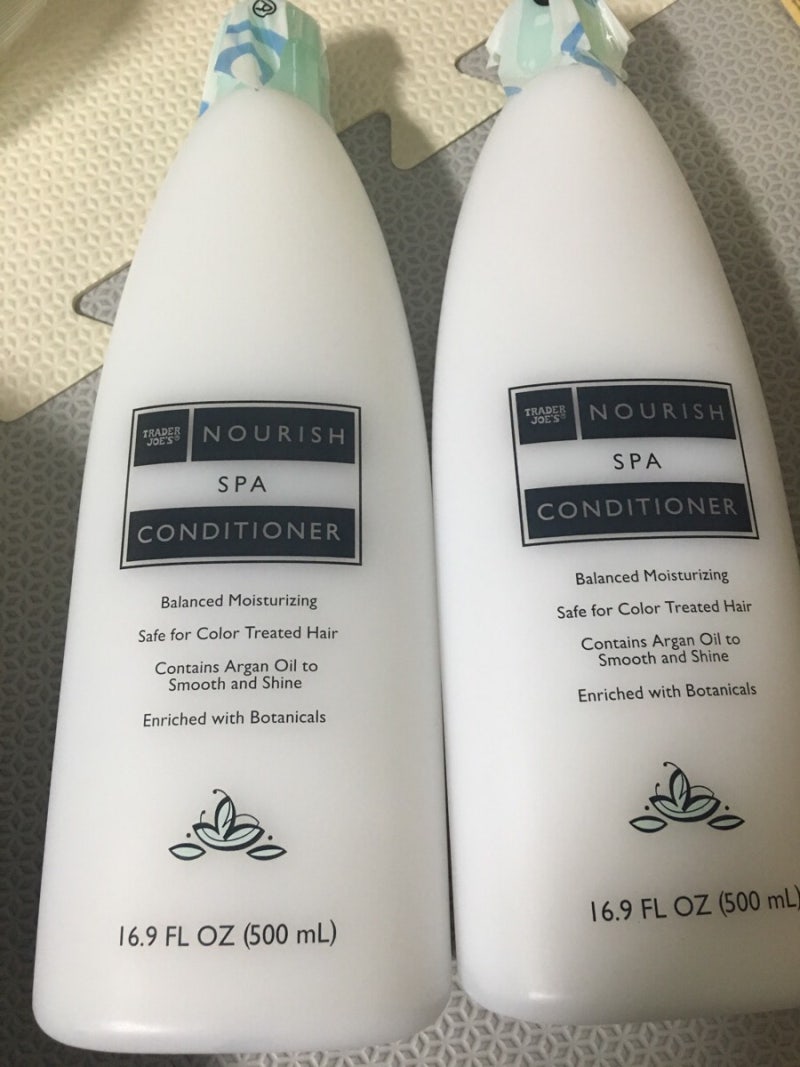 TRADER
JOE'S®
NOURISH
SPA
CONDITIONER
Balanced Moisturizing
Safe for Color Treated Hair
Contains Argan Oil to
Smooth and Shine
Enriched with Botanicals
16.9 FL OZ (500 mL)
TRADER
JOE'S®
NOURISH
SPA
CONDITIONER
Balanced Moisturizing
Safe for Color Treated Hair
Contains Argan Oil to
Smooth and Shine
Enriched with Botanicals
16.9 FL OZ (500 mL)